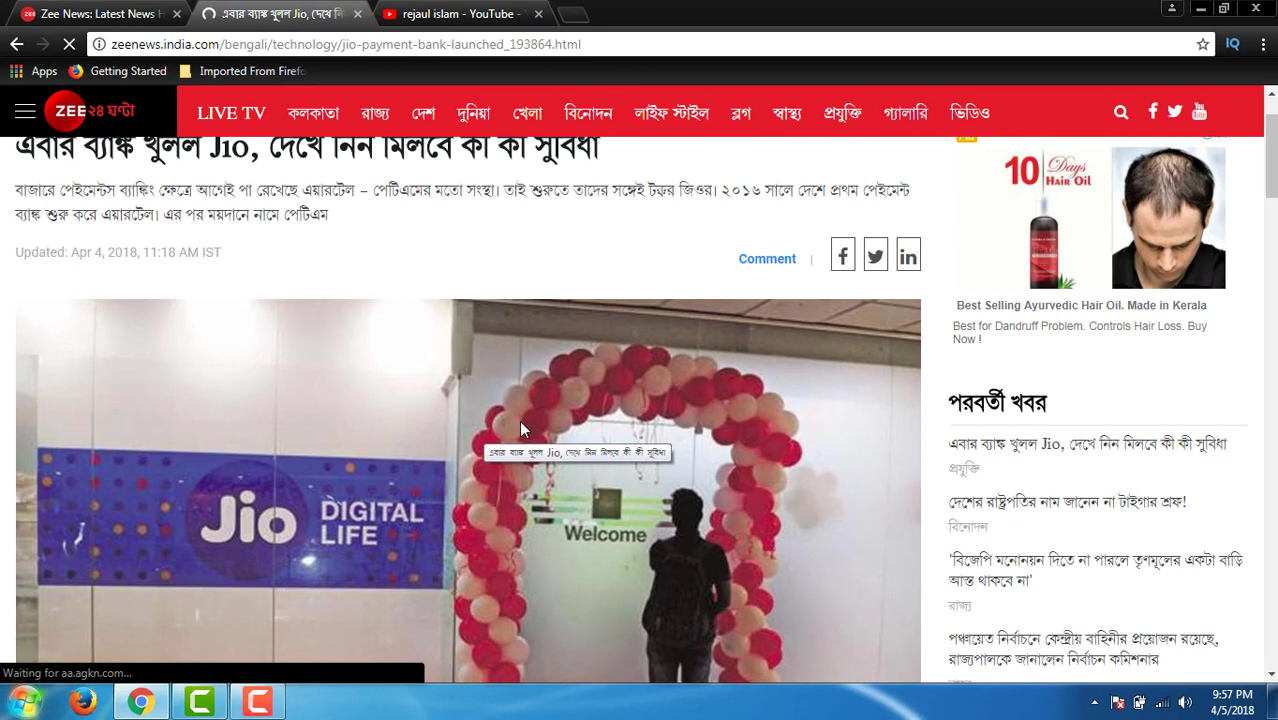 Zee News: Latest News H
এবার ব্যাঙ্ক খুলল Jio, দেখে নি
rejaul islam - YouTube -
zeenews.india.com/bengali/technology/jio-payment-bank-launched_193864.html
IQ
Apps
Getting Started
Imported From Firefo
ZEE ২৪ ঘণ্টা
LIVE TV
কলকাতা
রাজ্য
দেশ
দুনিয়া
খেলা
বিনোদন
লাইফ স্টাইল
ব্লগ
স্বাস্থ্য
প্রযুক্তি
গ্যালারি
ভিডিও
এবার ব্যাঙ্ক খুলল Jio, দেখে নিন মিলবে কী কী সুবিধা
বাজারে পেইমেন্টস ব্যাঙ্কিং ক্ষেত্রে আগেই পা রেখেছে এয়ারটেল – পেটিএমের মতো সংস্থা। তাই শুরুতে তাদের সঙ্গেই টক্কর জিওর। ২০১৬ সালে দেশে প্রথম পেইমেন্ট
ব্যাঙ্ক শুরু করে এয়ারটেল। এর পর ময়দানে নামে পেটিএম
Updated: Apr 4, 2018, 11:18 AM IST
Comment
Jio
DIGITAL
LIFE
Welcome
এবার ব্যাঙ্ক খুলল Jio, দেখে নিন মিলবে কী কী সুবিধা
10 Days
HAIR OIL
Best Selling Ayurvedic Hair Oil. Made in Kerala
Best for Dandruff Problem. Controls Hair Loss. Buy
Now !
পরবর্তী খবর
এবার ব্যাঙ্ক খুলল Jio, দেখে নিন মিলবে কী কী সুবিধা
প্রযুক্তি
দেশের রাষ্ট্রপতির নাম জানেন না টাইগার শ্রফ!
বিনোদন
'বিজেপি মনোনয়ন দিতে না পারলে তৃণমূলের একটা বাড়ি
আস্ত থাকবে না'
রাজ্য
পঞ্চায়েত নির্বাচনে কেন্দ্রীয় বাহিনীর প্রয়োজন রয়েছে,
রাজ্যপালকে জানালেন নির্বাচন কমিশনার
Waiting for aa.agkn.com...
9:57 PM
4/5/2018